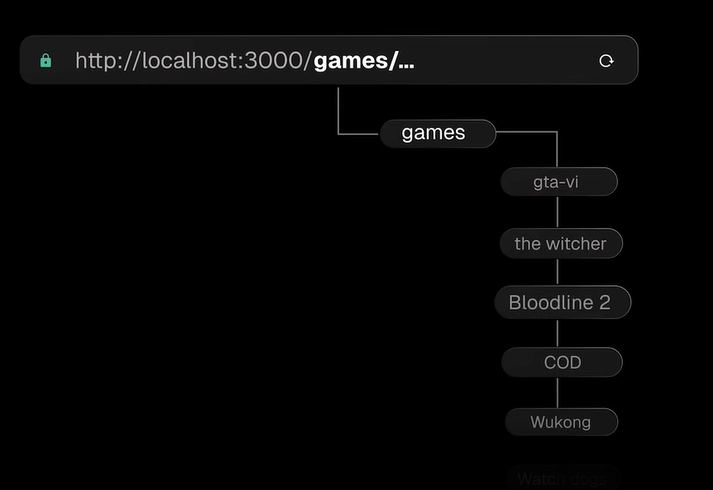 http://localhost:3000/games/...
games
gta-vi
the witcher
Bloodline 2
COD
Wukong
Watch dogs